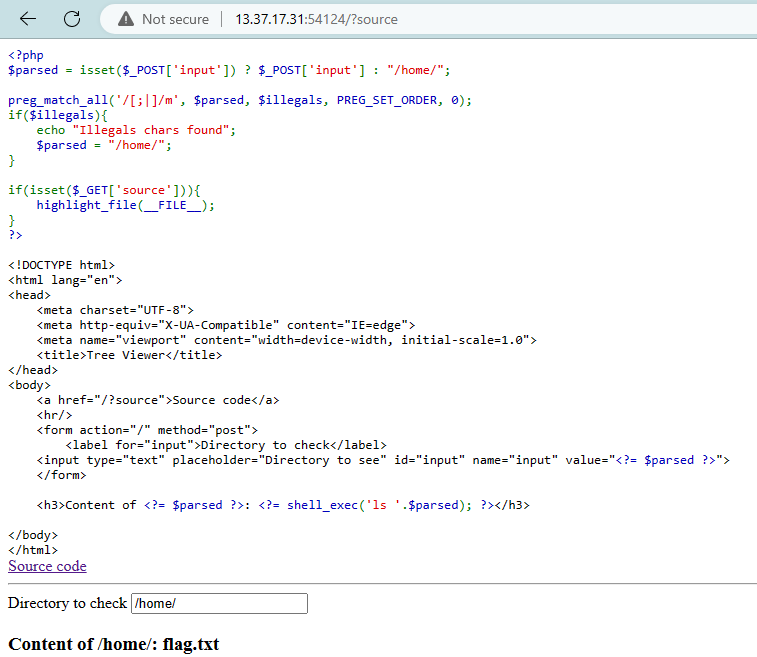 Not secure | 13.37.17.31:54124/?source
<?php
$parsed = isset($_POST['input']) ? $_POST['input'] : "/home/";
preg_match_all('/[;|]/m', $parsed, $illegals, PREG_SET_ORDER, 0);
if($illegals){
    echo "Illegals chars found";
    $parsed = "/home/";
}
if(isset($_GET['source'])){
    highlight_file(__FILE__);
}
?>
<!DOCTYPE html>
<html lang="en">
<head>
    <meta charset="UTF-8">
    <meta http-equiv="X-UA-Compatible" content="IE=edge">
    <meta name="viewport" content="width=device-width, initial-scale=1.0">
    <title>Tree Viewer</title>
</head>
<body>
    <a href="/?source">Source code</a>
    <hr/>
    <form action="/" method="post">
        <label for="input">Directory to check</label>
    <input type="text" placeholder="Directory to see" id="input" name="input" value="<?= $parsed ?>">
    </form>
    <h3>Content of <?= $parsed ?>: <?= shell_exec('ls '.$parsed); ?></h3>
</body>
</html>
Source code
Directory to check /home/
Content of /home/: flag.txt